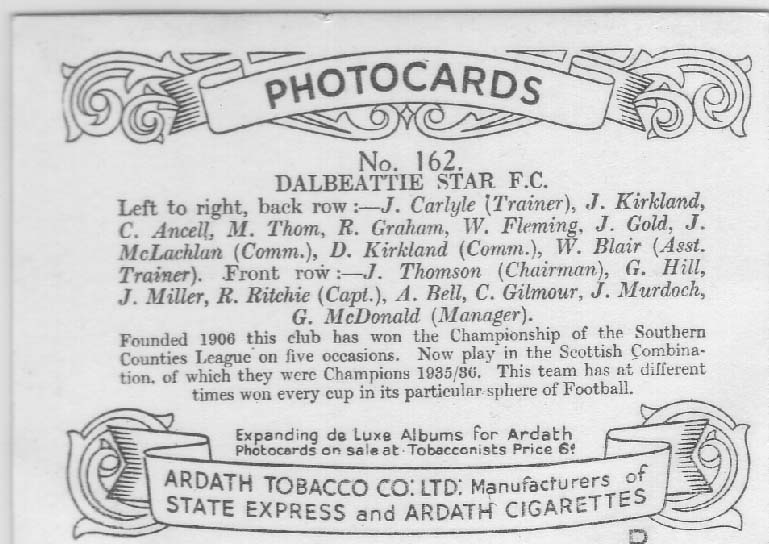 PHOTOCARDS
No. 162.
DALBEATTIE STAR F.C.
Left to right, back row :—J. Carlyle (Trainer), J. Kirkland,
C. Ancell, M. Thom, R. Graham, W. Fleming, J. Gold, J.
McLachlan (Comm.), D. Kirkland (Comm.), W. Blair (Asst.
Trainer). Front row :—J. Thomson (Chairman), G. Hill,
J. Miller, R. Ritchie (Capt.), A. Bell, C. Gilmour, J. Murdoch,
G. McDonald (Manager).
Founded 1906 this club has won the Championship of the Southern
Counties League on five occasions. Now play in the Scottish Combina-
tion, of which they were Champions 1935/36. This team has at different
times won every cup in its particular sphere of Football.
Expanding de Luxe Albums for Ardath
Photocards on sale at Tobacconists Price 6!
ARDATH TOBACCO CO: LTD: Manufacturers of
STATE EXPRESS and ARDATH CIGARETTES
D